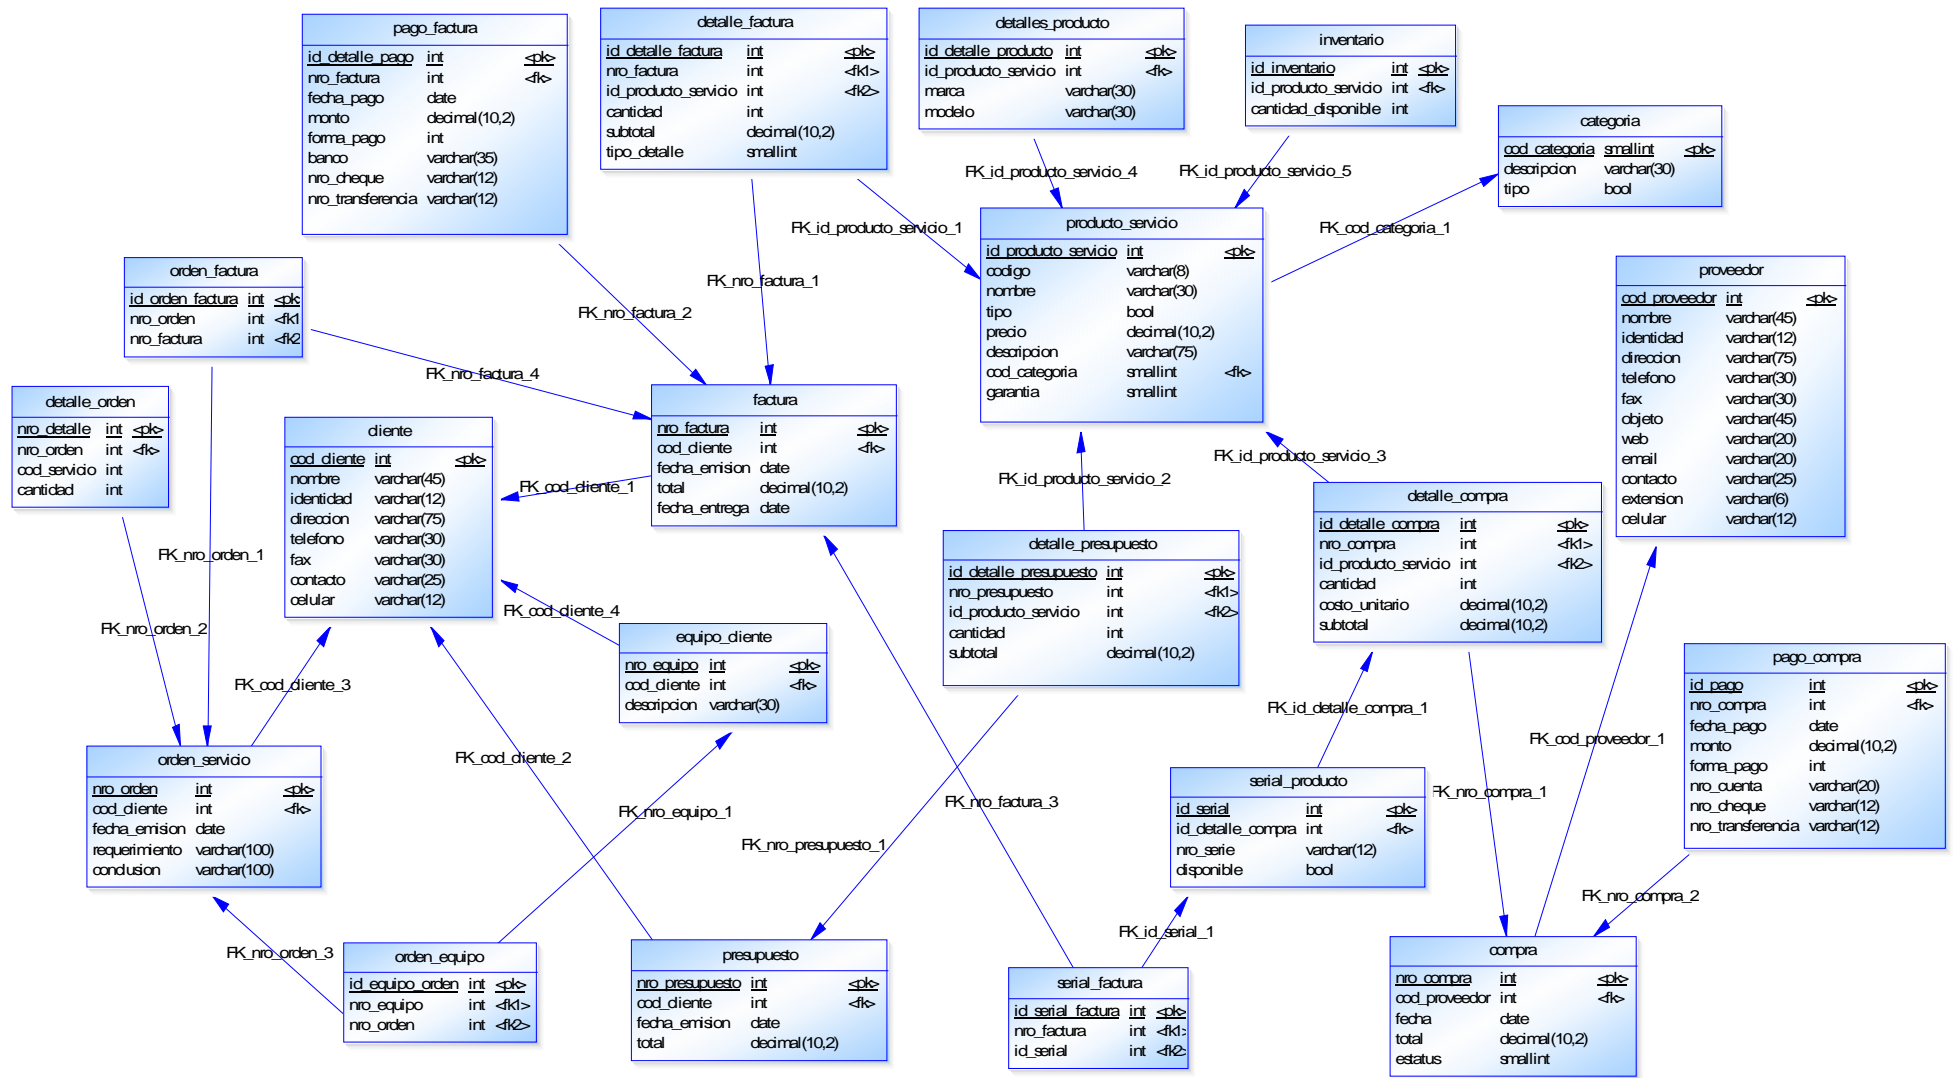 pago_factura
id_detalle_pago int <pk>
nro_factura int <fk>
fecha_pago date
monto decimal(10,2)
forma_pago int
banco varchar(35)
nro_cheque varchar(12)
nro_transferencia varchar(12)
detalle_factura
id_detalle_factura int <pk>
nro_factura int <fk1>
id_producto_servicio int <fk2>
cantidad int
subtotal decimal(10,2)
tipo_detalle smallint
detalles_producto
id_detalle_producto int <pk>
id_producto_servicio int <fk>
marca varchar(30)
modelo varchar(30)
inventario
id_inventario int <pk>
id_producto_servicio int <fk>
cantidad_disponible int
categoria
cod_categoria smallint <pk>
descripcion varchar(30)
tipo bool
FK_id_producto_servicio_4
FK_id_producto_servicio_5
FK_id_producto_servicio_1
FK_cod_categoria_1
FK_nro_factura_1
FK_nro_factura_2
producto_servicio
id_producto_servicio int <pk>
codigo varchar(8)
nombre varchar(30)
tipo bool
precio decimal(10,2)
descripcion varchar(75)
cod_categoria smallint <fk>
garantia smallint
proveedor
cod_proveedor int <pk>
nombre varchar(45)
identidad varchar(12)
direccion varchar(75)
telefono varchar(30)
fax varchar(30)
objeto varchar(45)
web varchar(20)
email varchar(20)
contacto varchar(25)
extension varchar(6)
celular varchar(12)
orden_factura
id_orden_factura int <pk
nro_orden int <fk1
nro_factura int <fk2
FK_nro_factura_4
detalle_orden
nro_detalle int <pk>
nro_orden int <fk>
cod_servicio int
cantidad int
cliente
cod_cliente int <pk>
nombre varchar(45)
identidad varchar(12)
direccion varchar(75)
telefono varchar(30)
fax varchar(30)
contacto varchar(25)
celular varchar(12)
factura
nro_factura int <pk>
cod_cliente int <fk>
fecha_emision date
total decimal(10,2)
fecha_entrega date
FK_cod_cliente_1
FK_id_producto_servicio_2
FK_id_producto_servicio_3
FK_nro_orden_1
FK_nro_orden_2
FK_cod_cliente_4
FK_cod_cliente_3
detalle_presupuesto
id_detalle_presupuesto int <pk>
nro_presupuesto int <fk1>
id_producto_servicio int <fk2>
cantidad int
subtotal decimal(10,2)
detalle_compra
id_detalle_compra int <pk>
nro_compra int <fk1>
id_producto_servicio int <fk2>
cantidad int
costo_unitario decimal(10,2)
subtotal decimal(10,2)
equipo_cliente
nro_equipo int <pk>
cod_cliente int <fk>
descripcion varchar(30)
pago_compra
id_pago int <pk>
nro_compra int <fk>
fecha_pago date
monto decimal(10,2)
forma_pago int
nro_cuenta varchar(20)
nro_cheque varchar(12)
nro_transferencia varchar(12)
FK_id_detalle_compra_1
FK_cod_proveedor_1
FK_cod_cliente_2
FK_nro_equipo_1
FK_nro_factura_3
FK_nro_compra_1
FK_nro_presupuesto_1
FK_nro_compra_2
orden_servicio
nro_orden int <pk>
cod_cliente int <fk>
fecha_emision date
requerimiento varchar(100)
conclusion varchar(100)
serial_producto
id_serial int <pk>
id_detalle_compra int <fk>
nro_serie varchar(12)
disponible bool
FK_nro_orden_3
FK_id_serial_1
orden_equipo
id_equipo_orden int <pk>
nro_equipo int <fk1>
nro_orden int <fk2>
presupuesto
nro_presupuesto int <pk>
cod_cliente int <fk>
fecha_emision date
total decimal(10,2)
serial_factura
id_serial_factura int <pk>
nro_factura int <fk1>
id_serial int <fk2>
compra
nro_compra int <pk>
cod_proveedor int <fk>
fecha date
total decimal(10,2)
estatus smallint